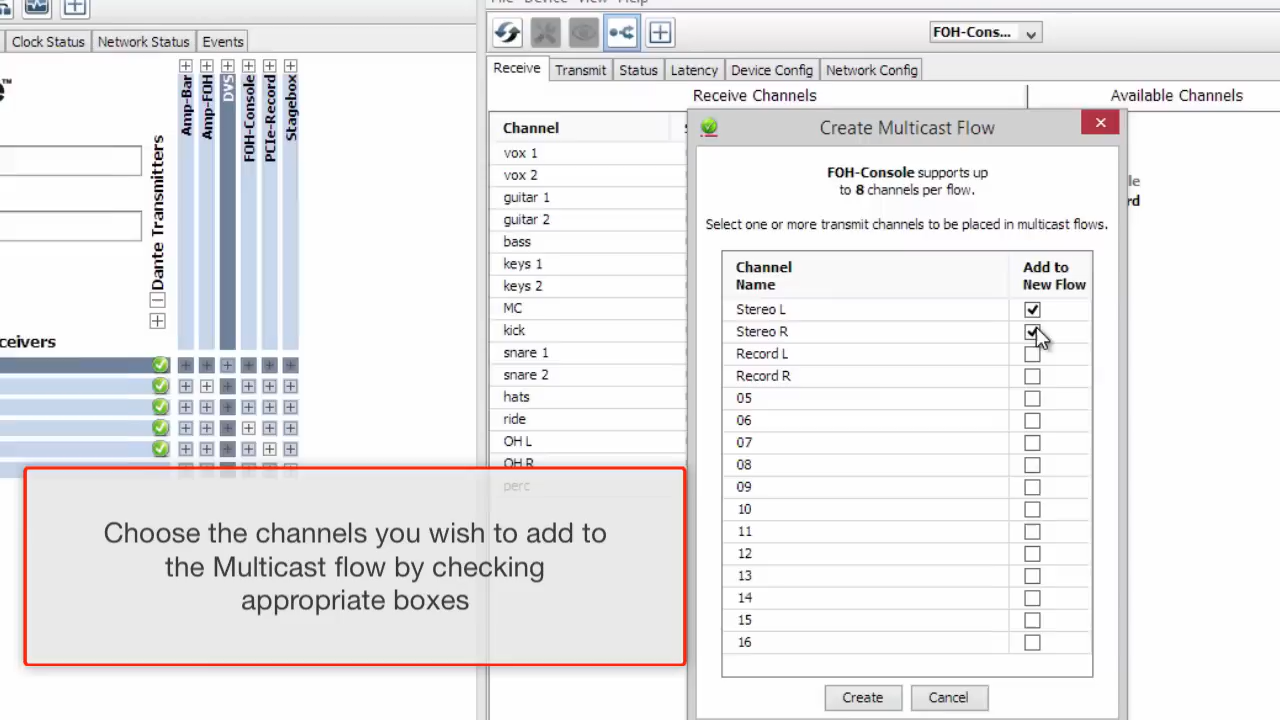 File Device View Help
Clock Status
Network Status
Events
FOH-Cons...
Receive
Transmit
Status
Latency
Device Config
Network Config
Receive Channels
Available Channels
™
Dante Transmitters
Amp-Bar
Amp-FOH
DVS
FOH-Console
PCIe-Record
Stagebox
ceivers
Channel
vox 1
vox 2
guitar 1
guitar 2
bass
keys 1
keys 2
MC
kick
snare 1
snare 2
hats
ride
OH L
OH R
perc
Create Multicast Flow
FOH-Console supports up
to 8 channels per flow.
Select one or more transmit channels to be placed in multicast flows.
Channel
Name
Add to
New Flow
Stereo L
Stereo R
Record L
Record R
05
06
07
08
09
10
11
12
13
14
15
16
Create
Cancel
Choose the channels you wish to add to
the Multicast flow by checking
appropriate boxes